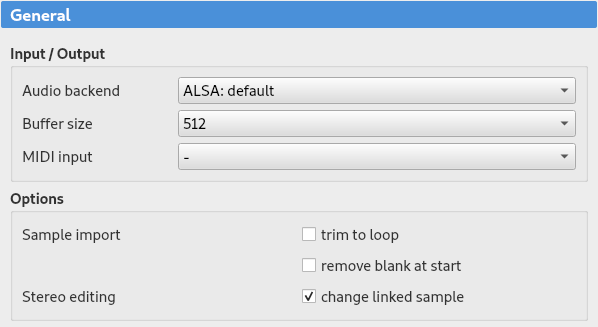 General
Input / Output
Audio backend ALSA: default
Buffer size 512
MIDI input -
Options
Sample import trim to loop
remove blank at start
Stereo editing change linked sample